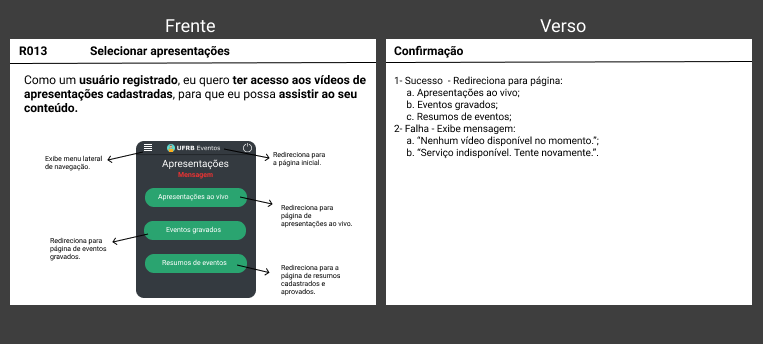 Frente
R013 Selecionar apresentações
Como um usuário registrado, eu quero ter acesso aos vídeos de
apresentações cadastradas, para que eu possa assistir ao seu
conteúdo.
UFRB Eventos
Exibe menu lateral
de navegação.
Redireciona para
a página inicial.
Apresentações
Mensagem
Apresentações ao vivo
Redireciona para
página de
apresentações ao vivo.
Eventos gravados
Redireciona para
página de eventos
gravados.
Resumos de eventos
Redireciona para a
página de resumos
cadastrados e
aprovados.
Verso
Confirmação
1- Sucesso - Redireciona para página:
a. Apresentações ao vivo;
b. Eventos gravados;
c. Resumos de eventos;
2- Falha - Exibe mensagem:
a. “Nenhum vídeo disponível no momento.”;
b. “Serviço indisponível. Tente novamente.”.